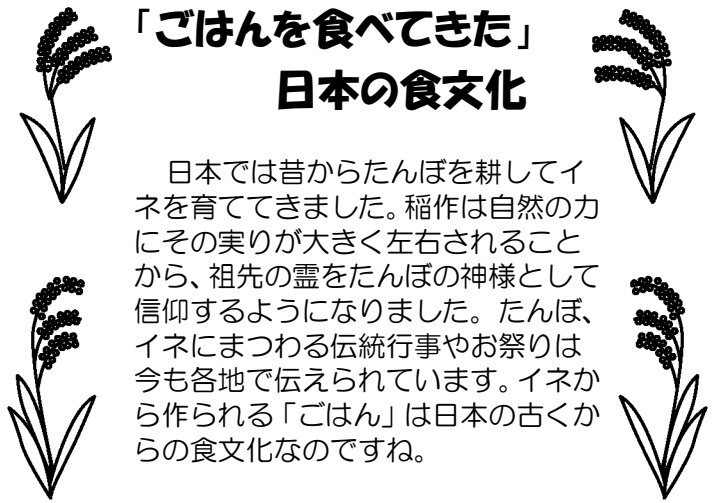 「ごはんを食べてきた」
日本の食文化
日本では昔からたんぼを耕してイ
ネを育ててきました。稲作は自然の力
にその実りが大きく左右されること
から、祖先の霊をたんぼの神様として
信仰するようになりました。たんぼ、
イネにまつわる伝統行事やお祭りは
今も各地で伝えられています。イネか
ら作られる「ごはん」は日本の古くか
らの食文化なのですね。